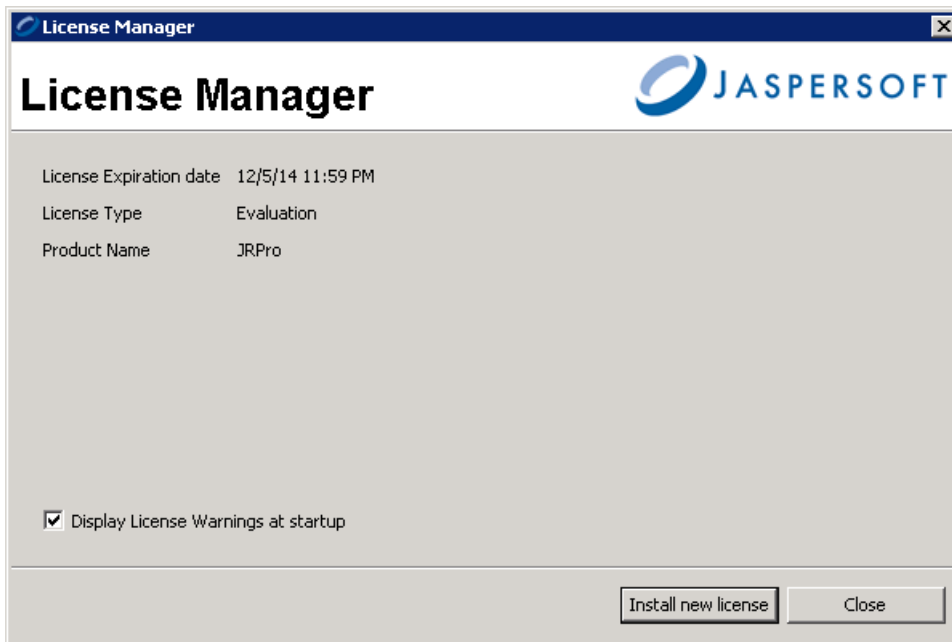 License Manager
License Manager
JASPERSOFT
License Expiration date 12/5/14 11:59 PM
License Type Evaluation
Product Name JRPro
Display License Warnings at startup
Install new license Close